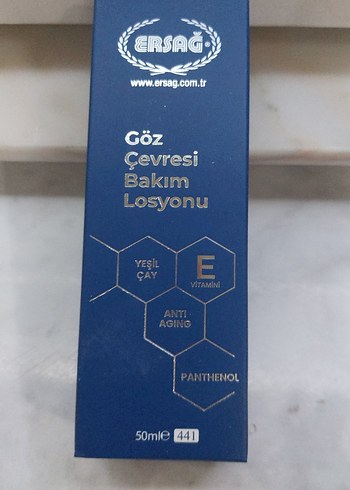 ERSAĞ®
www.ersag.com.tr
Göz
Çevresi
Bakım
Losyonu
YEŞİL
ÇAY
E
VİTAMİNİ
ANTI
AGING
PANTHENOL
50ml℮ 441